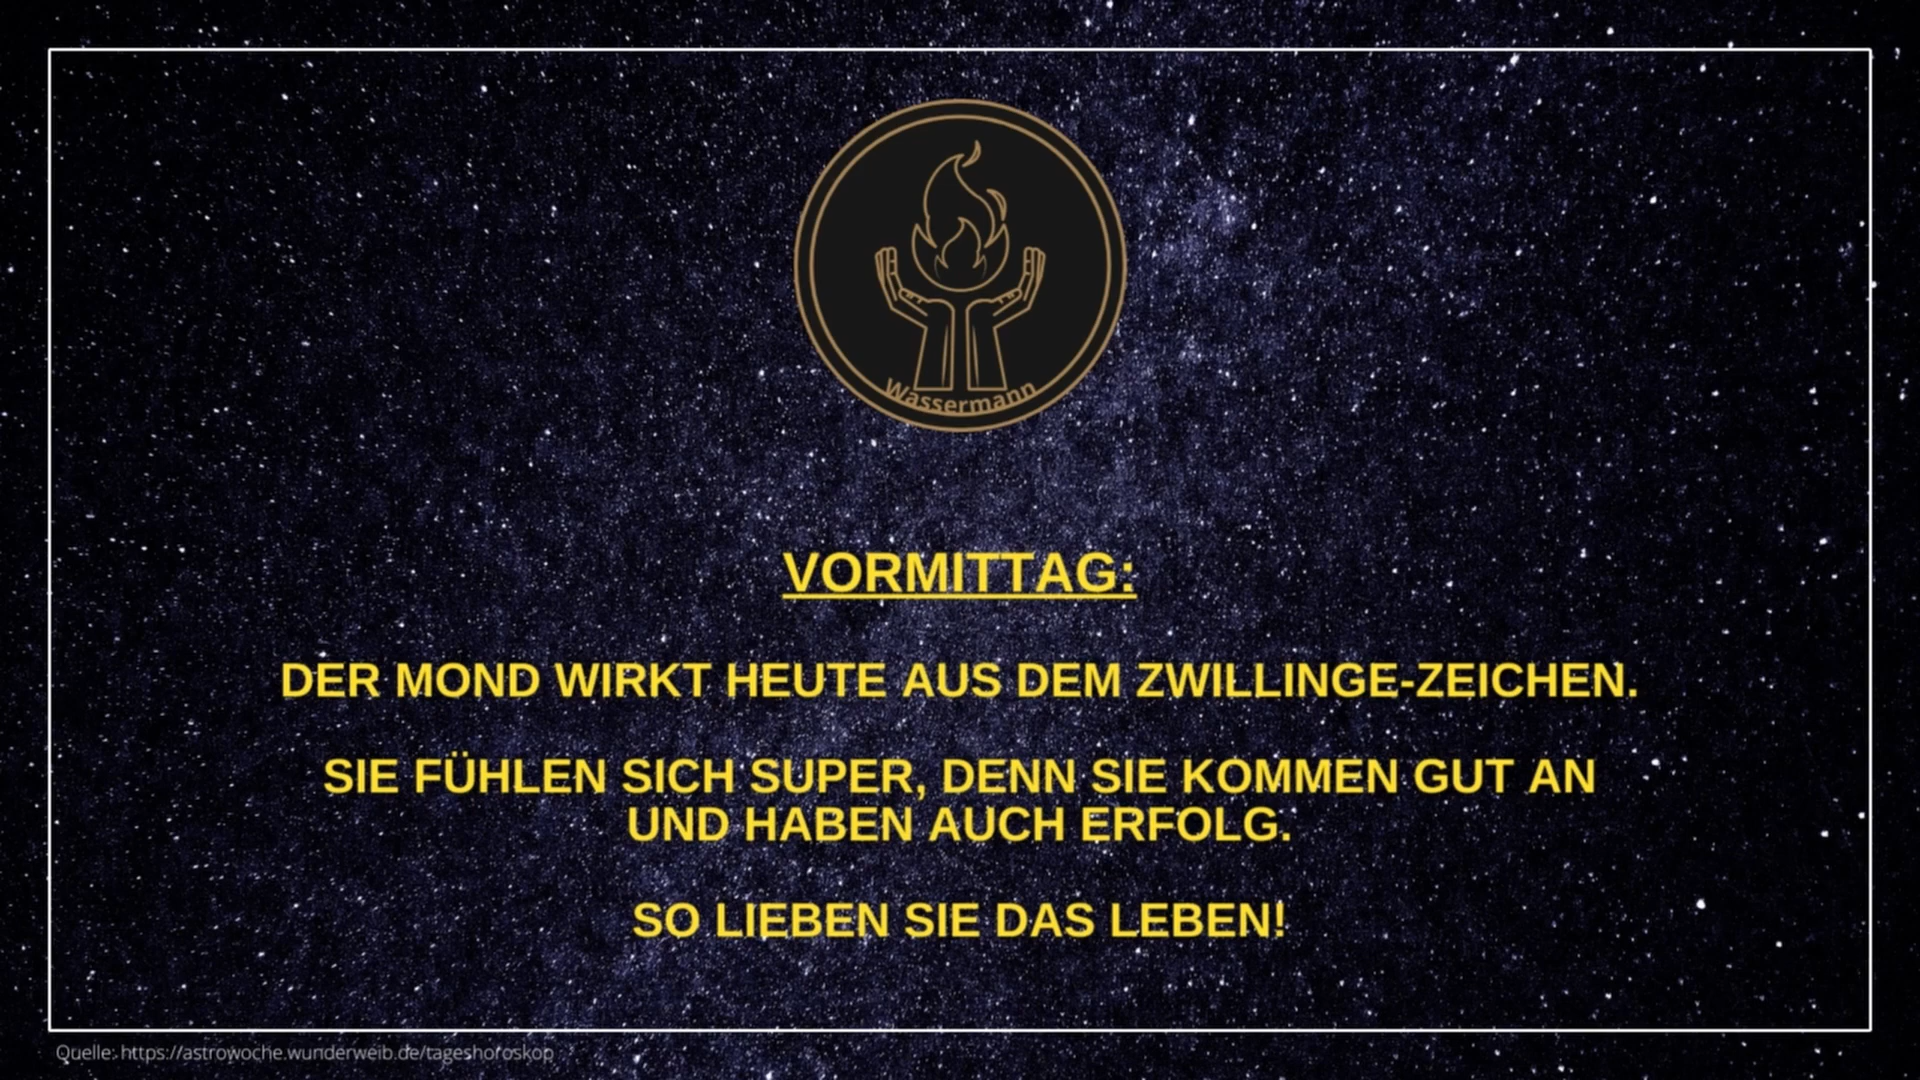 Wassermann
VORMITTAG:
DER MOND WIRKT HEUTE AUS DEM ZWILLINGE-ZEICHEN.
SIE FÜHLEN SICH SUPER, DENN SIE KOMMEN GUT AN
UND HABEN AUCH ERFOLG.
SO LIEBEN SIE DAS LEBEN!
Quelle: https://astrowoche.wunderweib.de/tageshoroskop